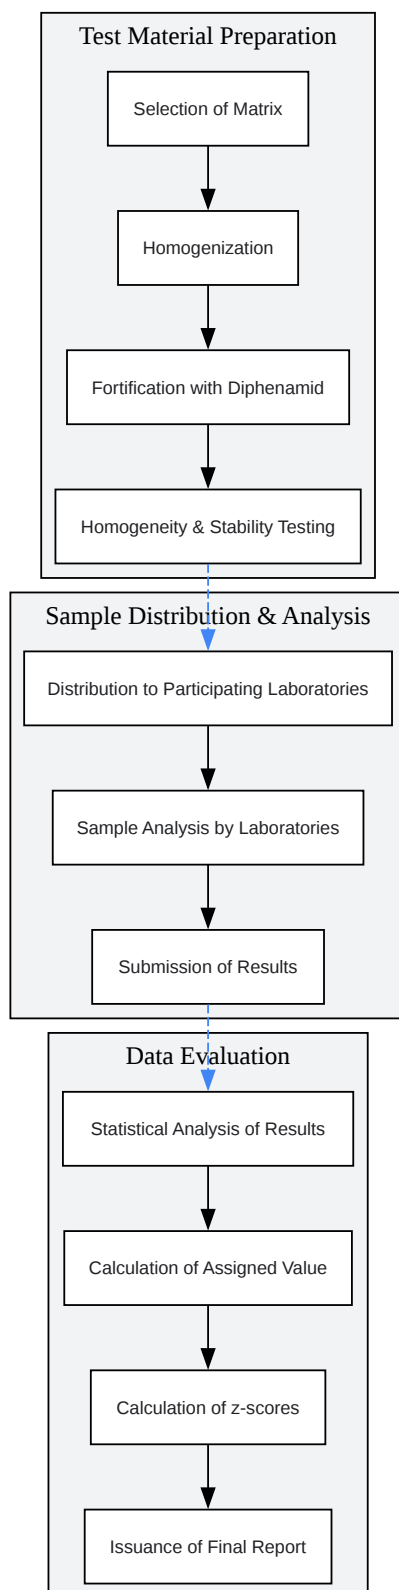 Test Material Preparation
Selection of Matrix
Homogenization
Fortification with Diphenamid
Homogeneity & Stability Testing
Sample Distribution & Analysis
Distribution to Participating Laboratories
Sample Analysis by Laboratories
Submission of Results
Data Evaluation
Statistical Analysis of Results
Calculation of Assigned Value
Calculation of z-scores
Issuance of Final Report